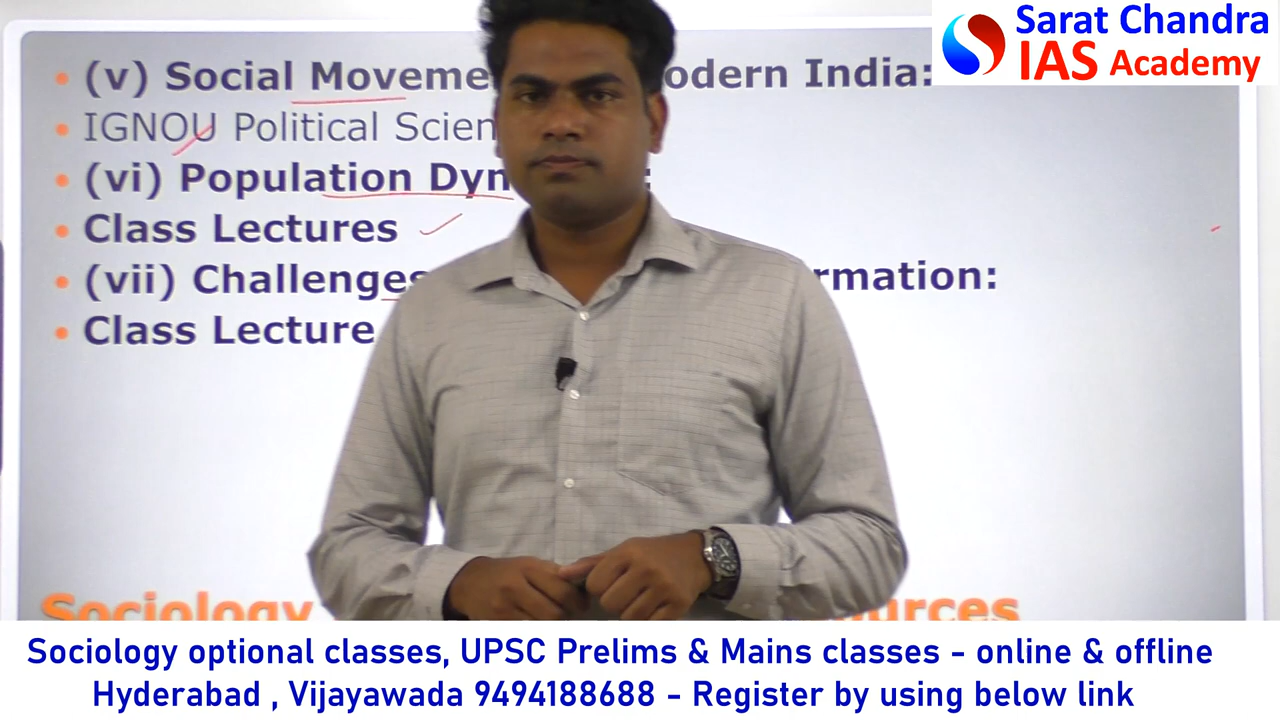 Sarat Chandra
IAS Academy
• (v) Social Moveme odern India:
• IGNOU Political Scien
• (vi) Population Dyn :
• Class Lectures
• (vii) Challenges rmation:
• Class Lecture
Sociology urces
Sociology optional classes, UPSC Prelims & Mains classes - online & offline
Hyderabad , Vijayawada 9494188688 - Register by using below link